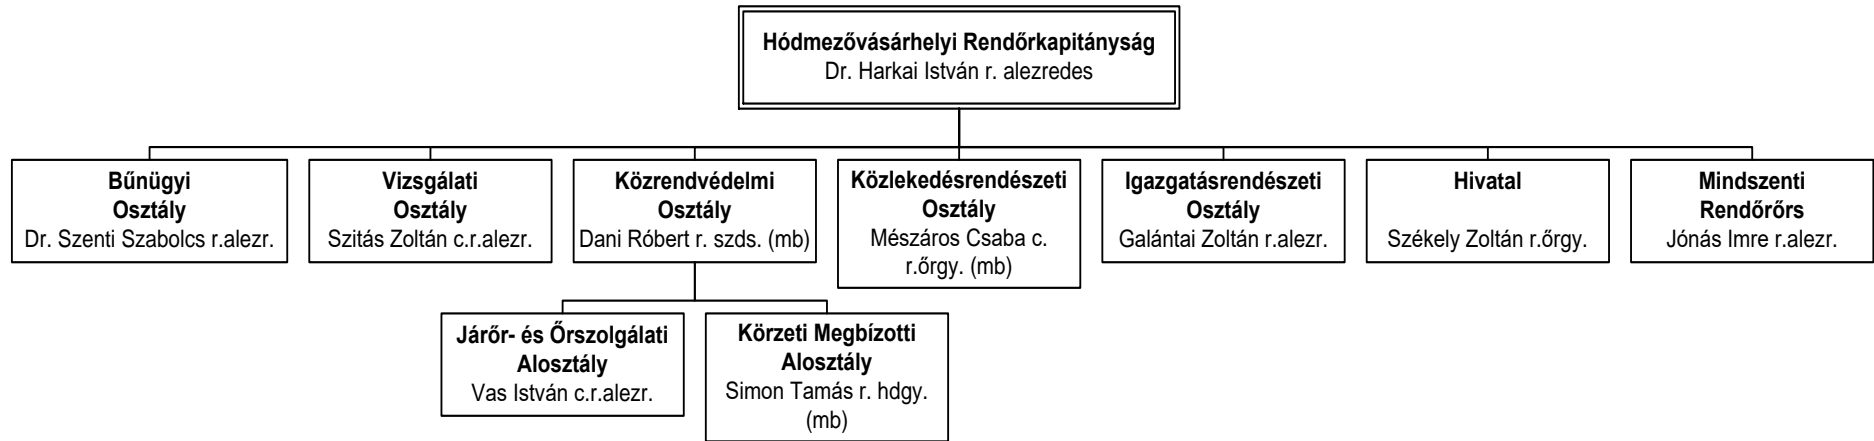 Hódmezővásárhelyi Rendőrkapitányság
Dr. Harkai István r. alezredes
Bűnügyi
Osztály
Dr. Szenti Szabolcs r.alezr.
Vizsgálati
Osztály
Szitás Zoltán c.r.alezr.
Közrendvédelmi
Osztály
Dani Róbert r. szds. (mb)
Közlekedésrendészeti
Osztály
Mészáros Csaba c.
r.őrgy. (mb)
Igazgatásrendészeti
Osztály
Galántai Zoltán r.alezr.
Hivatal
Székely Zoltán r.őrgy.
Mindszenti
Rendőrőrs
Jónás Imre r.alezr.
Járőr- és Őrszolgálati
Alosztály
Vas István c.r.alezr.
Körzeti Megbízotti
Alosztály
Simon Tamás r. hdgy.
(mb)